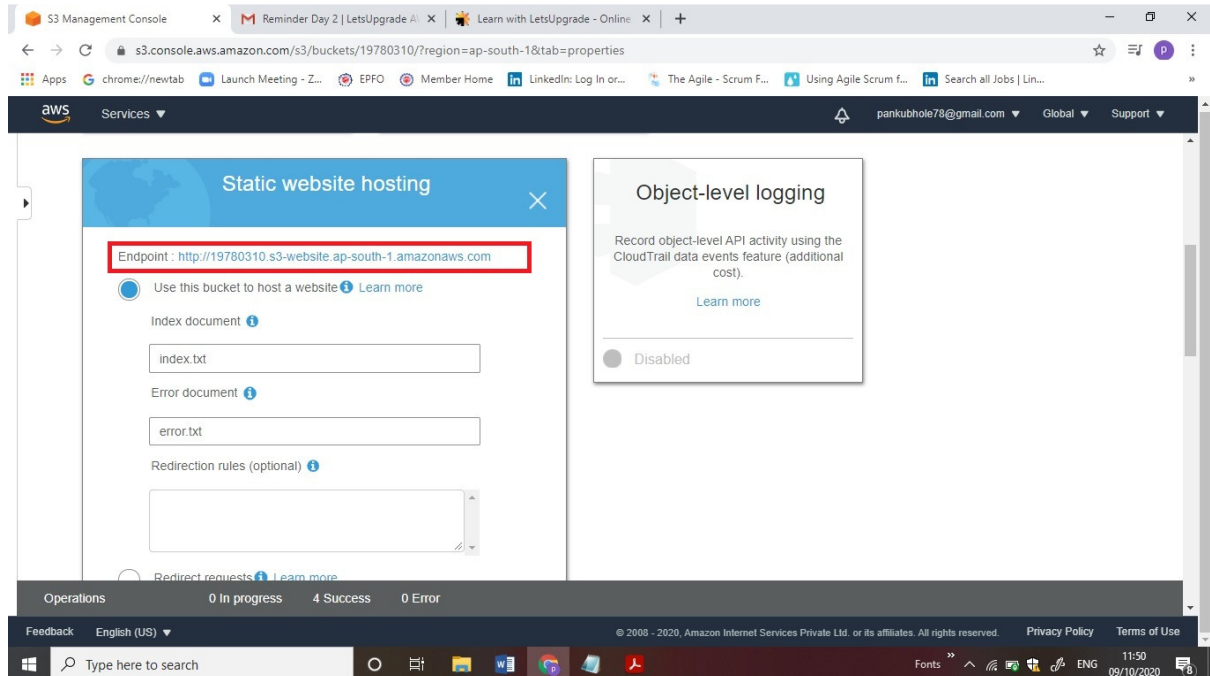 S3 Management Console
Reminder Day 2 | LetsUpgrade A
Learn with LetsUpgrade - Online
s3.console.aws.amazon.com/s3/buckets/19780310/?region=ap-south-1&tab=properties
P
Apps chrome://newtab Launch Meeting - Z... EPFO Member Home LinkedIn: Log In or... The Agile - Scrum F... Using Agile Scrum f... Search all Jobs | Lin... »
aws Services pankubhole78@gmail.com Global Support
Static website hosting
Endpoint : http://19780310.s3-website.ap-south-1.amazonaws.com
Use this bucket to host a website Learn more
Index document
index.txt
Error document
error.txt
Redirection rules (optional)
Redirect requests Learn more
Object-level logging
Record object-level API activity using the
CloudTrail data events feature (additional
cost).
Learn more
Disabled
Operations 0 In progress 4 Success 0 Error
Feedback English (US) © 2008 - 2020, Amazon Internet Services Private Ltd. or its affiliates. All rights reserved. Privacy Policy Terms of Use
Type here to search Fonts » ENG 11:50
09/10/2020 8